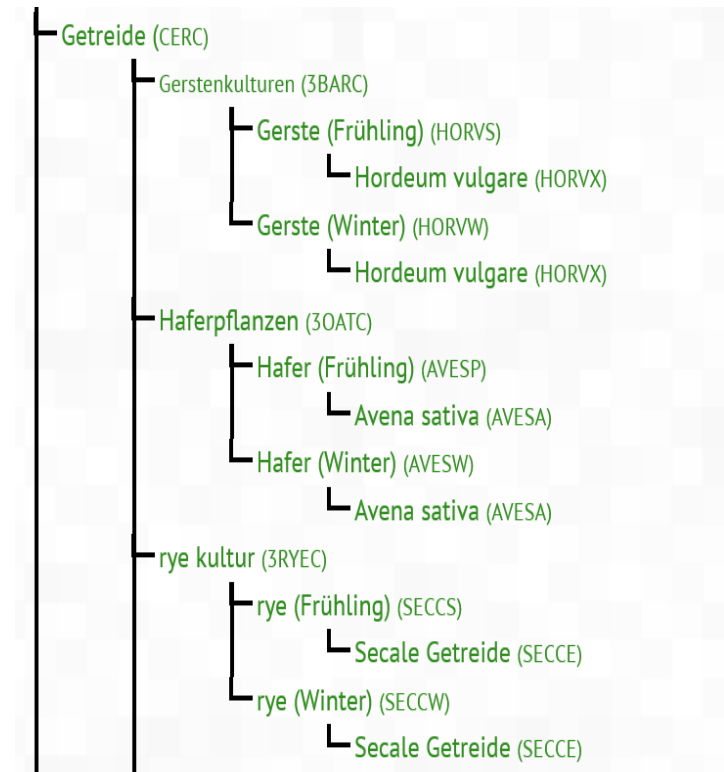 Getreide (CERC)
Gerstenkulturen (3BARC)
Gerste (Frühling) (HORVS)
Hordeum vulgare (HORVX)
Gerste (Winter) (HORVW)
Hordeum vulgare (HORVX)
Haferpflanzen (3OATC)
Hafer (Frühling) (AVESP)
Avena sativa (AVESA)
Hafer (Winter) (AVESW)
Avena sativa (AVESA)
rye kultur (3RYEC)
rye (Frühling) (SECCS)
Secale Getreide (SECCE)
rye (Winter) (SECCW)
Secale Getreide (SECCE)